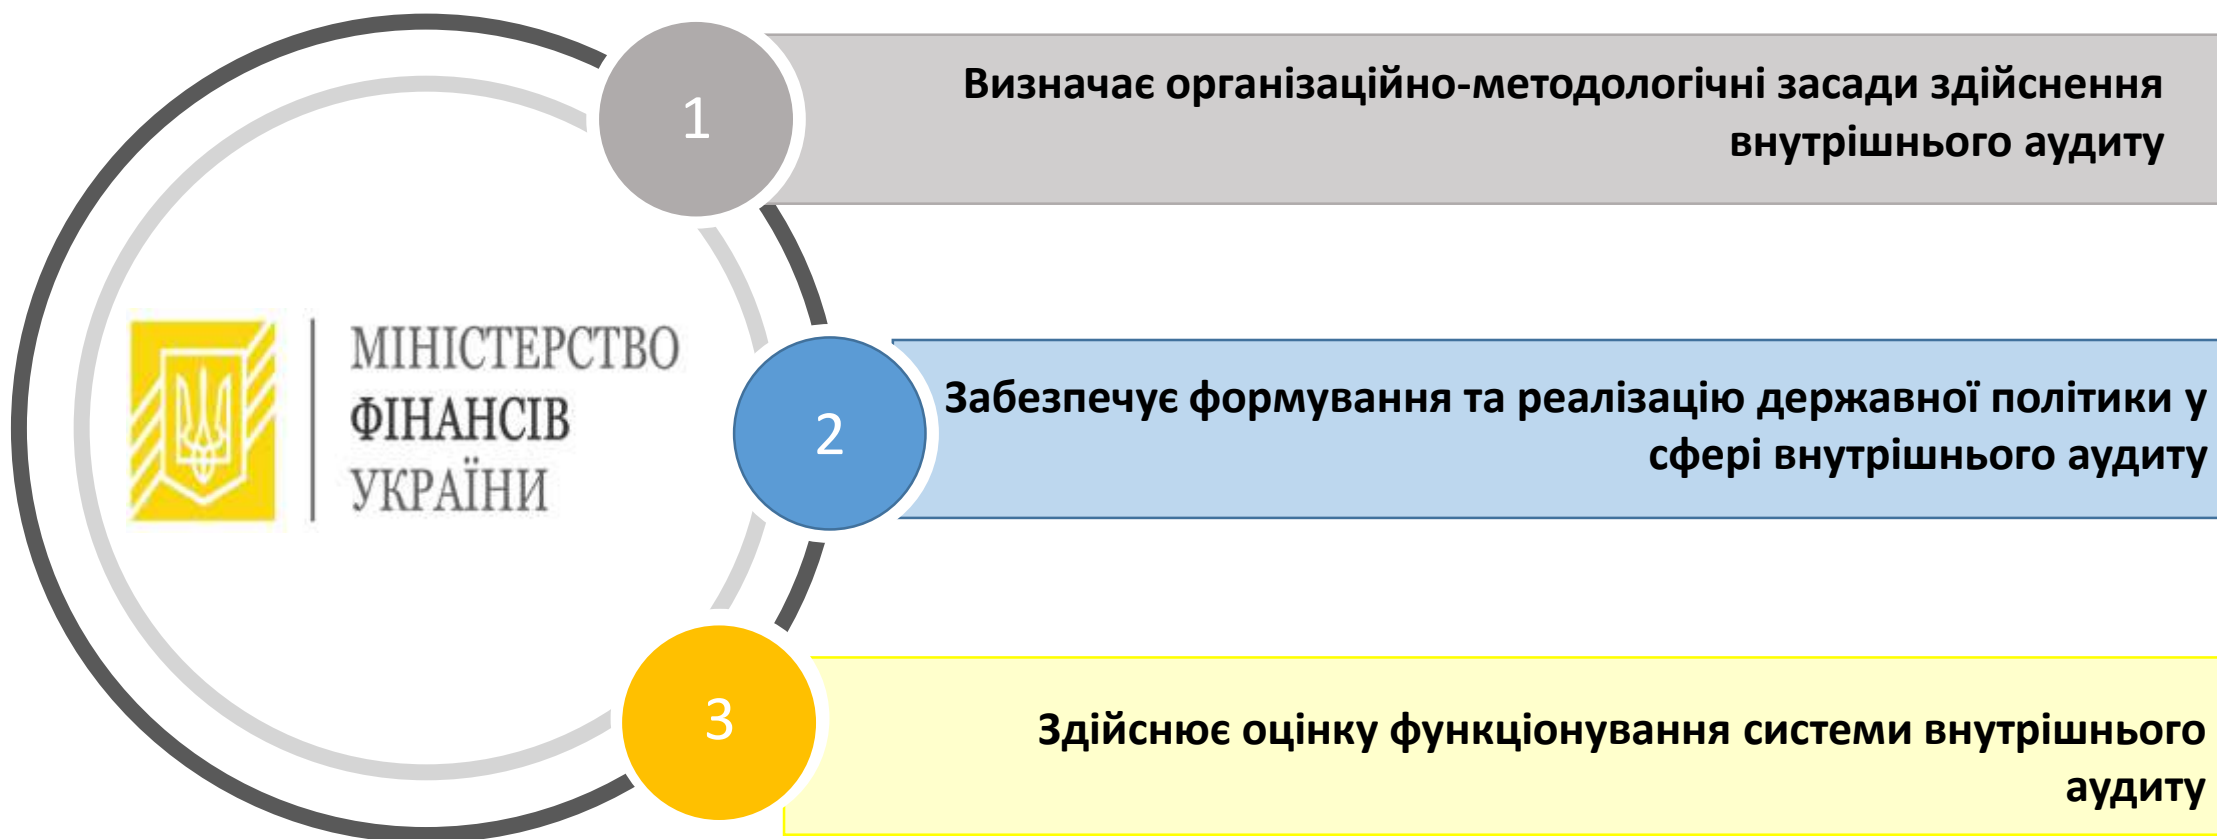 1
Визначає організаційно-методологічні засади здійснення
внутрішнього аудиту
МІНІСТЕРСТВО
ФІНАНСІВ
УКРАЇНИ
2
Забезпечує формування та реалізацію державної політики у
сфері внутрішнього аудиту
3
Здійснює оцінку функціонування системи внутрішнього
аудиту